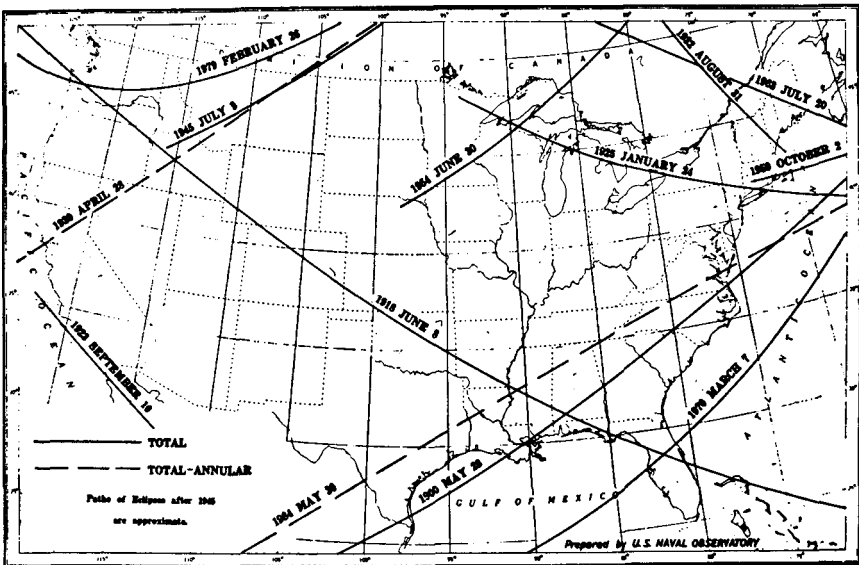 1979 FEBRUARY 26
DIVISION OF CANADA
1932 AUGUST 31
1963 JULY 20
1945 JULY 9
1954 JUNE 30
1925 JANUARY 24
1959 OCTOBER 2
PACIFIC OCEAN
1930 APRIL 28
1918 JUNE 8
1923 SEPTEMBER 10
1970 MARCH 7
ATLANTIC OCEAN
TOTAL
TOTAL-ANNULAR
Paths of Eclipses after 1945
are approximate.
1984 MAY 30
1900 MAY 28
GULF OF MEXICO
Prepared by U.S. NAVAL OBSERVATORY